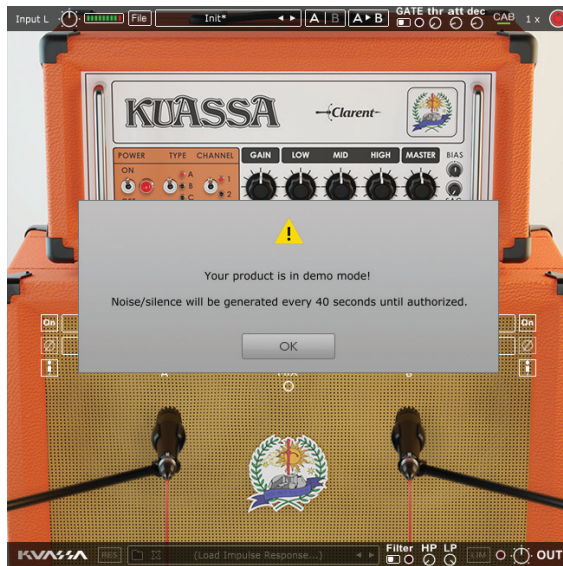 Input L File Init* A B A ▸ B GATE thr att dec CAB 1 x
KUASSA Clarent
POWER TYPE CHANNEL GAIN LOW MID HIGH MASTER BIAS
ON A 1
B 2
C
Your product is in demo mode!
Noise/silence will be generated every 40 seconds until authorized.
On On
OK
KVASSA RES (Load Impulse Response...) Filter HP LP LIM OUT